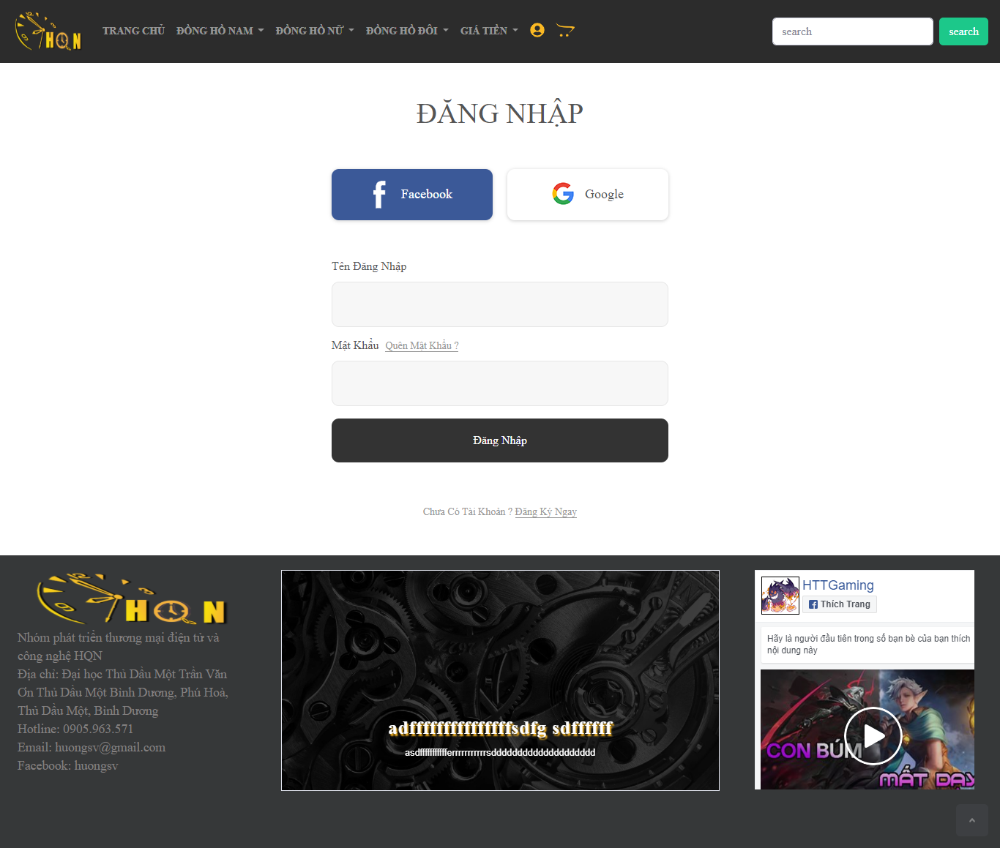 HQN
TRANG CHỦ
ĐỒNG HỒ NAM
ĐỒNG HỒ NỮ
ĐỒNG HỒ ĐÔI
GIÁ TIỀN
search
search
ĐĂNG NHẬP
Facebook
Google
Tên Đăng Nhập
Mật Khẩu Quên Mật Khẩu ?
Đăng Nhập
Chưa Có Tài Khoản ? Đăng Ký Ngay
HQN
Nhóm phát triển thương mại điện tử và
công nghệ HQN
Địa chỉ: Đại học Thủ Dầu Một Trần Văn
Ơn Thủ Dầu Một Bình Dương, Phú Hoà,
Thủ Dầu Một, Bình Dương
Hotline: 0905.963.571
Email: huongsv@gmail.com
Facebook: huongsv
HTTGaming
Thích Trang
Hãy là người đầu tiên trong số bạn bè của bạn thích
nội dung này
CON BÚM
MẤT DẠY